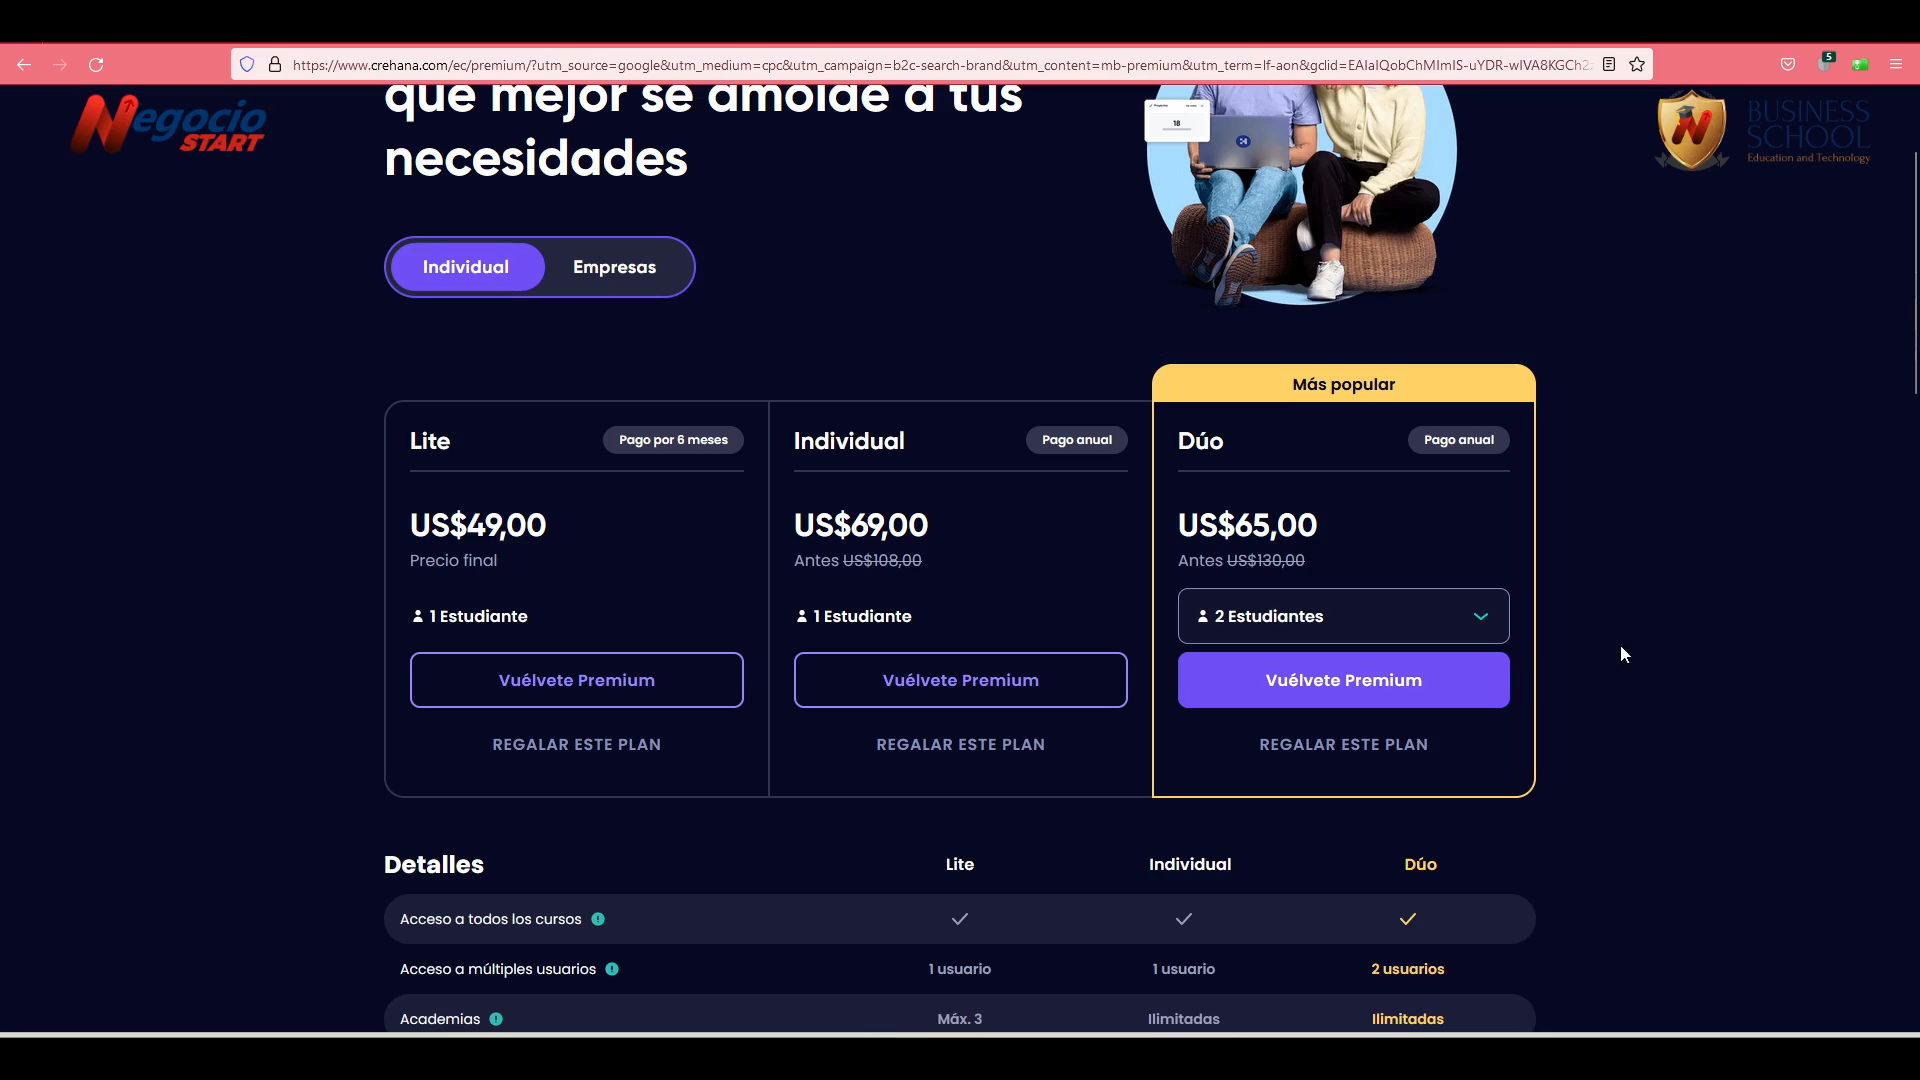 https://www.crehana.com/ec/premium/?utm_source=google&utm_medium=cpc&utm_campaign=b2c-search-brand&utm_content=mb-premium&utm_term=lf-aon&gclid=EAIaIQobChMImIS-uYDR-wIVA8KGCh2
5
Negocio
START
que mejor se amolde a tus
necesidades
18
BUSINESS
SCHOOL
Education and Technology
Individual
Empresas
Más popular
Lite
Pago por 6 meses
Individual
Pago anual
Dúo
Pago anual
US$49,00
US$69,00
US$65,00
Precio final
Antes US$108,00
Antes US$130,00
1 Estudiante
1 Estudiante
2 Estudiantes
Vuélvete Premium
Vuélvete Premium
Vuélvete Premium
REGALAR ESTE PLAN
REGALAR ESTE PLAN
REGALAR ESTE PLAN
Detalles
Lite
Individual
Dúo
Acceso a todos los cursos
Acceso a múltiples usuarios
1 usuario
1 usuario
2 usuarios
Academias
Máx. 3
Ilimitadas
Ilimitadas